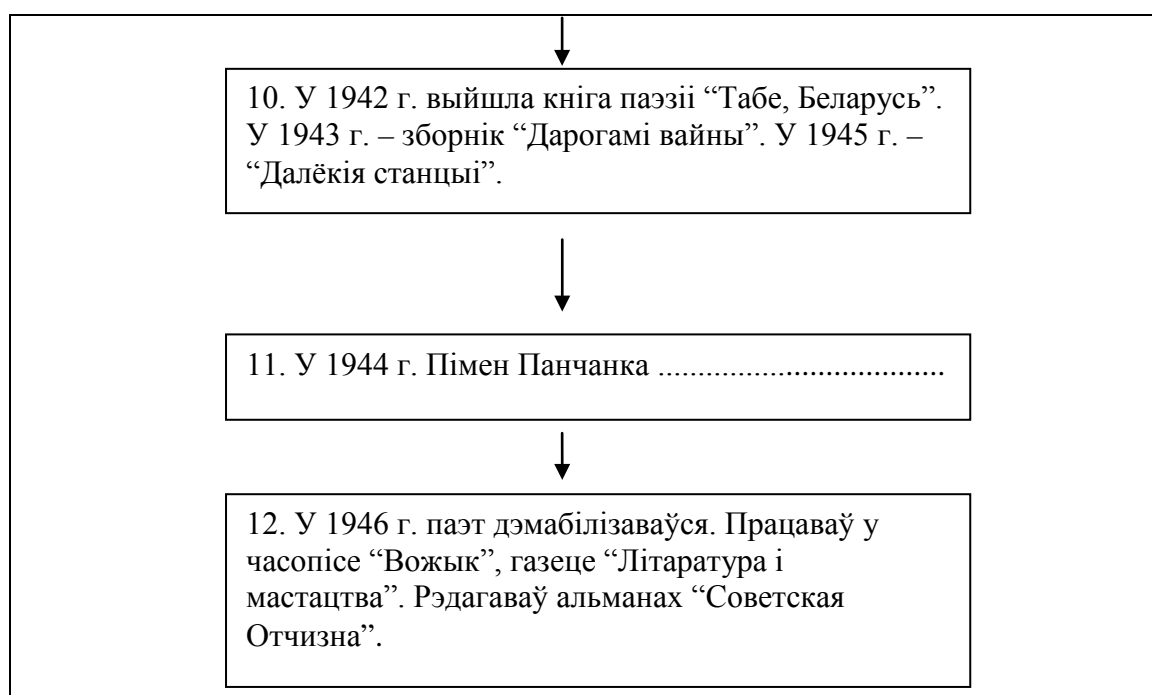 10. У 1942 г. выйшла кніга паэзіі “Табе, Беларусь”.
У 1943 г. – зборнік “Дарогамі вайны”. У 1945 г. –
“Далёкія станцыі”.
11. У 1944 г. Пімен Панчанка .....................................
12. У 1946 г. паэт дэмабілізаваўся. Працаваў у
часопісе “Вожык”, газеце “Літаратура і
мастацтва”. Рэдагаваў альманах “Советская
Отчизна”.